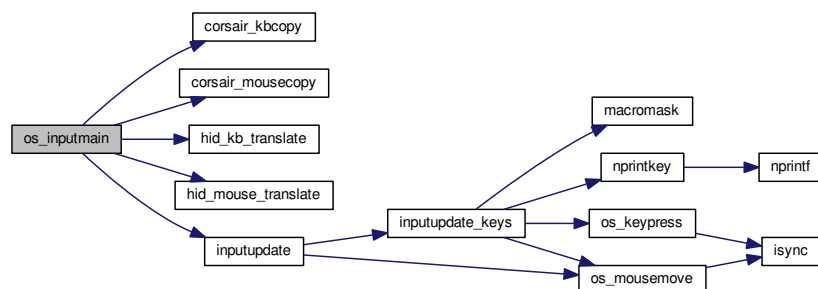 corsair_kbcopy
corsair_mousecopy
macromask
os_inputmain
hid_kb_translate
nprintkey
nprintf
hid_mouse_translate
inputupdate_keys
os_keypress
inputupdate
isync
os_mousemove